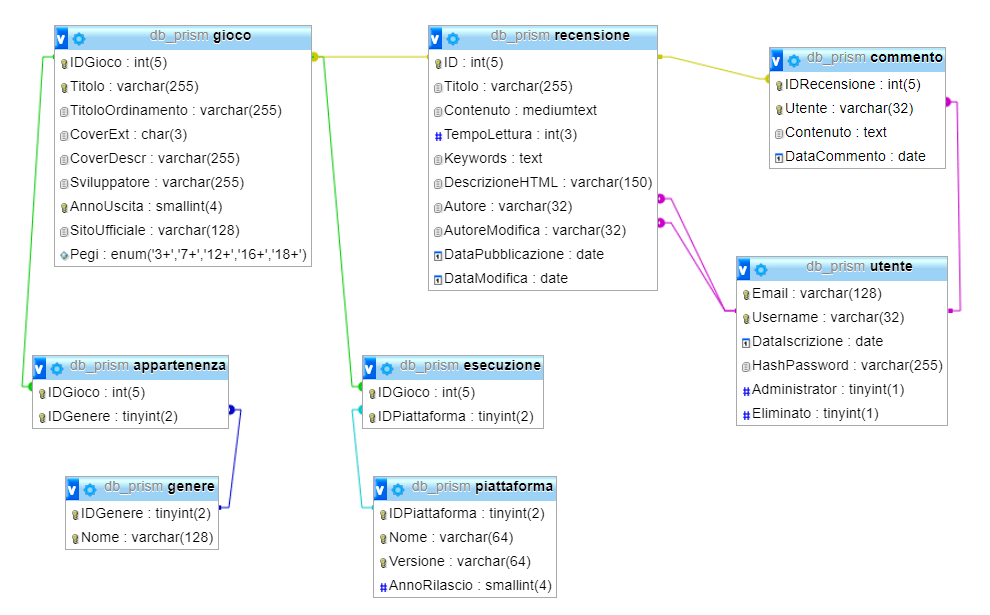 db_prism gioco
IDGioco : int(5)
Titolo : varchar(255)
TitoloOrdinamento : varchar(255)
CoverExt : char(3)
CoverDescr : varchar(255)
Sviluppatore : varchar(255)
AnnoUscita : smallint(4)
SitoUfficiale : varchar(128)
Pegi : enum('3+','7+','12+','16+','18+')
db_prism recensione
ID : int(5)
Titolo : varchar(255)
Contenuto : mediumtext
TempoLettura : int(3)
Keywords : text
DescrizioneHTML : varchar(150)
Autore : varchar(32)
AutoreModifica : varchar(32)
DataPubblicazione : date
DataModifica : date
db_prism commento
IDRecensione : int(5)
Utente : varchar(32)
Contenuto : text
DataCommento : date
db_prism utente
Email : varchar(128)
Username : varchar(32)
DataIscrizione : date
HashPassword : varchar(255)
Administrator : tinyint(1)
Eliminato : tinyint(1)
db_prism appartenenza
IDGioco : int(5)
IDGenere : tinyint(2)
db_prism esecuzione
IDGioco : int(5)
IDPiattaforma : tinyint(2)
db_prism genere
IDGenere : tinyint(2)
Nome : varchar(128)
db_prism piattaforma
IDPiattaforma : tinyint(2)
Nome : varchar(64)
Versione : varchar(64)
AnnoRilascio : smallint(4)